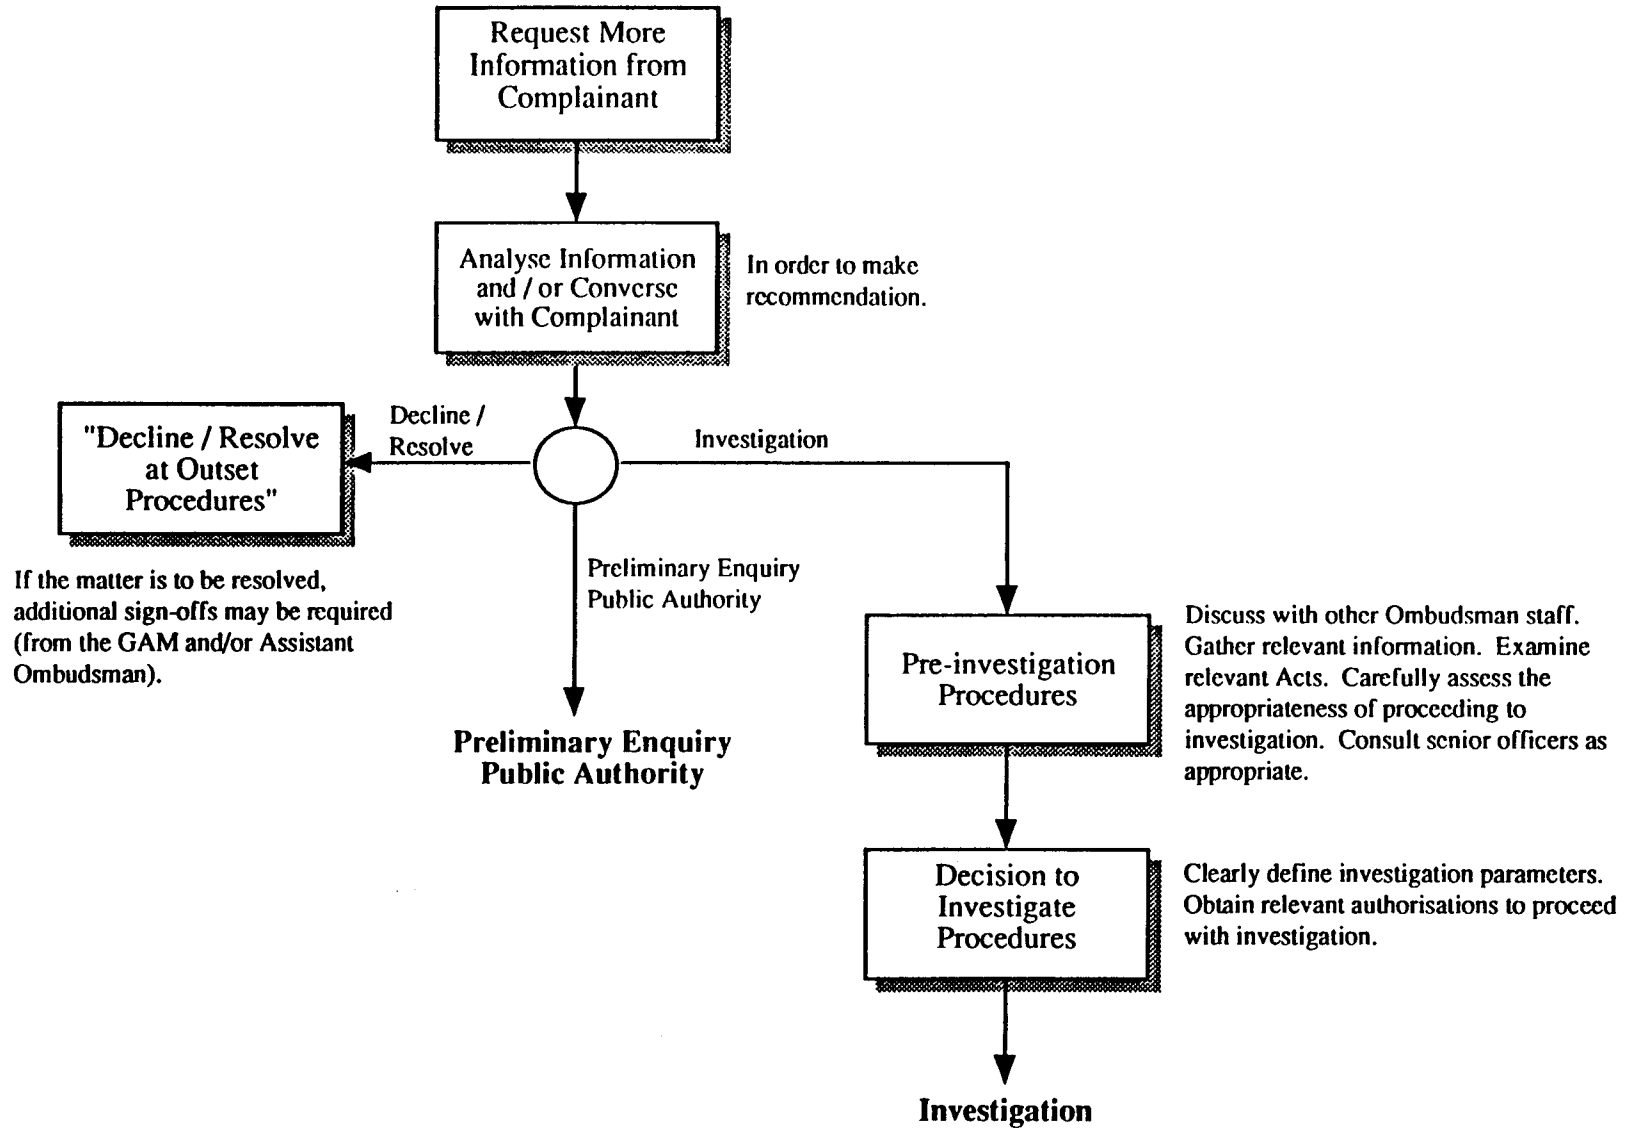 Request More
Information from
Complainant
Analyse Information
and / or Converse
with Complainant
In order to make
recommendation.
Decline /
Resolve
Investigation
"Decline / Resolve
at Outset
Procedures"
If the matter is to be resolved,
additional sign-offs may be required
(from the GAM and/or Assistant
Ombudsman).
Preliminary Enquiry
Public Authority
Preliminary Enquiry
Public Authority
Pre-investigation
Procedures
Discuss with other Ombudsman staff.
Gather relevant information. Examine
relevant Acts. Carefully assess the
appropriateness of proceeding to
investigation. Consult senior officers as
appropriate.
Decision to
Investigate
Procedures
Clearly define investigation parameters.
Obtain relevant authorisations to proceed
with investigation.
Investigation